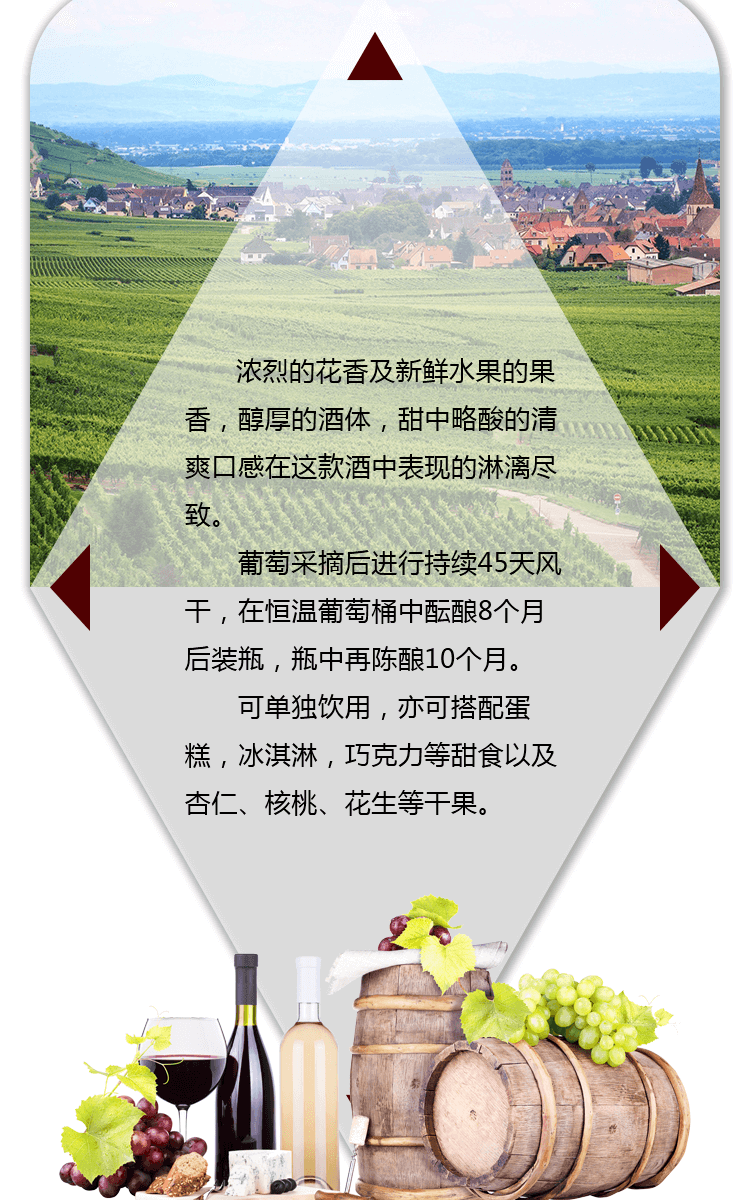 浓烈的花香及新鲜水果的果
香，醇厚的酒体，甜中略酸的清
爽口感在这款酒中表现的淋漓尽
致。
葡萄采摘后进行持续45天风
干，在恒温葡萄桶中酝酿8个月
后装瓶，瓶中再陈酿10个月。
可单独饮用，亦可搭配蛋
糕，冰淇淋，巧克力等甜食以及
杏仁、核桃、花生等干果。